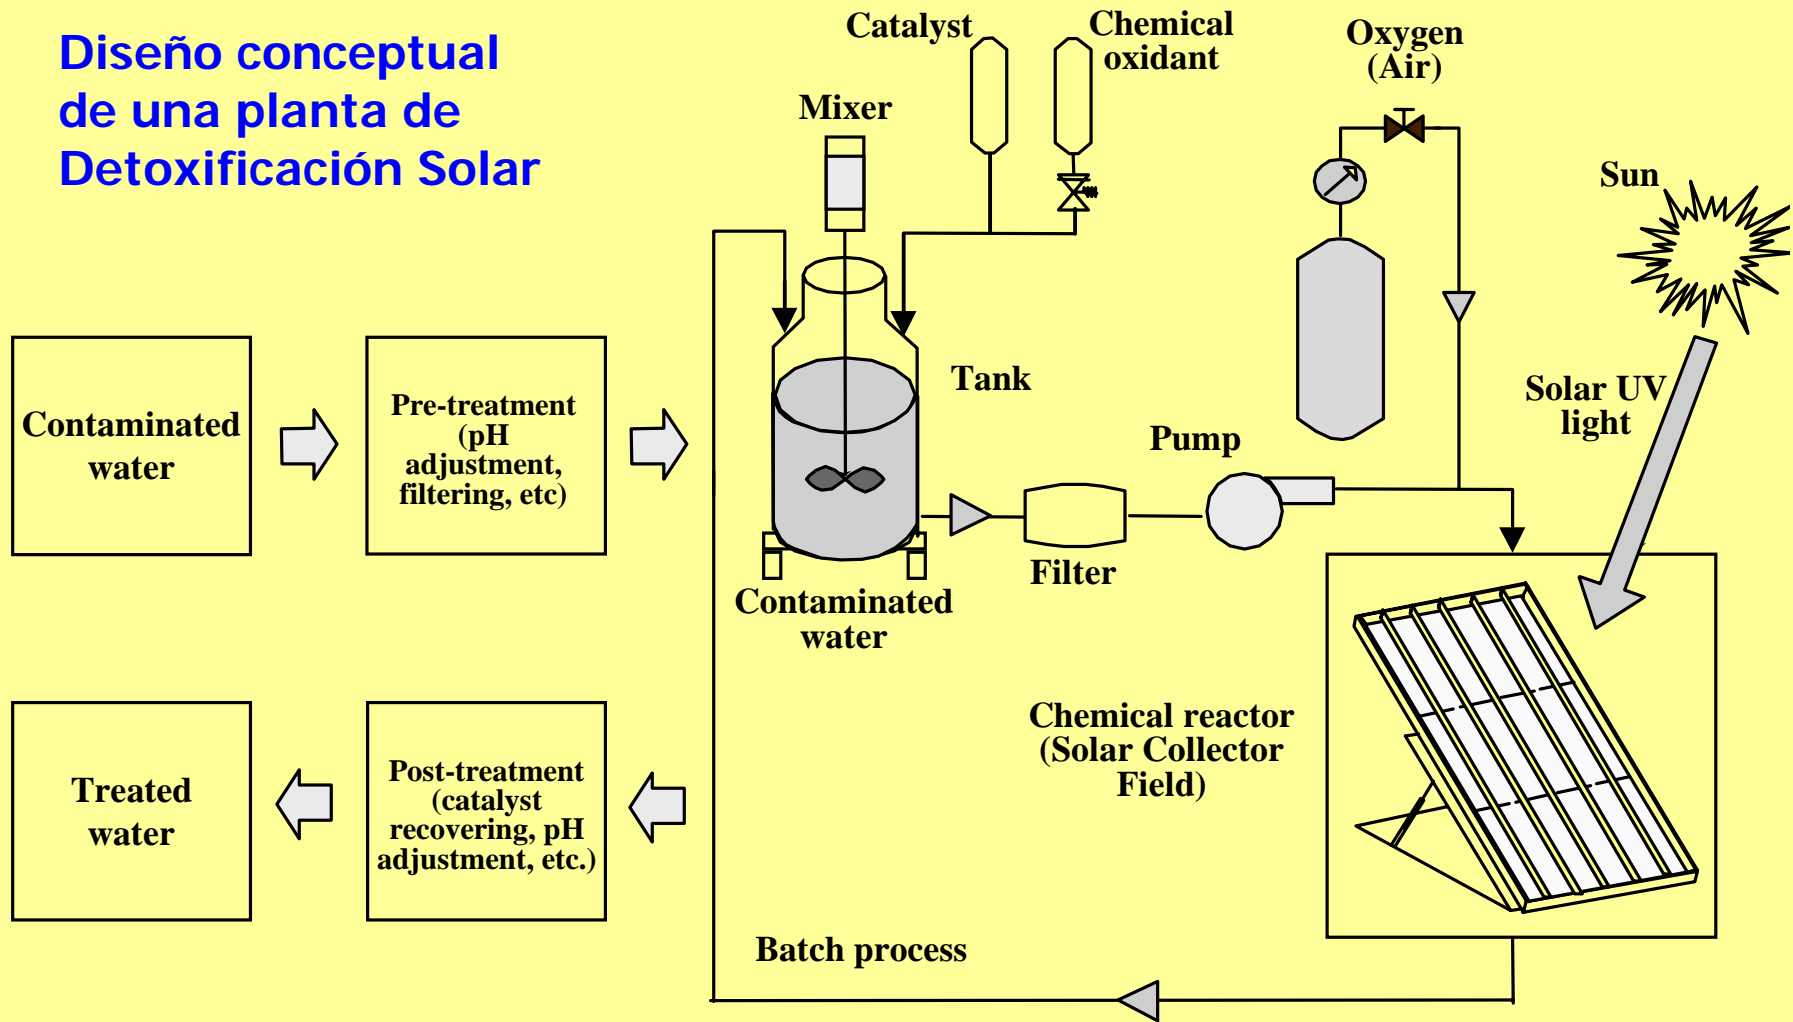 Diseño conceptual
de una planta de
Detoxificación Solar
Catalyst
Chemical
oxidant
Oxygen
(Air)
Mixer
Sun
Contaminated
water
Pre-treatment
(pH
adjustment,
filtering, etc)
Tank
Solar UV
light
Pump
Filter
Contaminated
water
Chemical reactor
(Solar Collector
Field)
Treated
water
Post-treatment
(catalyst
recovering, pH
adjustment, etc.)
Batch process